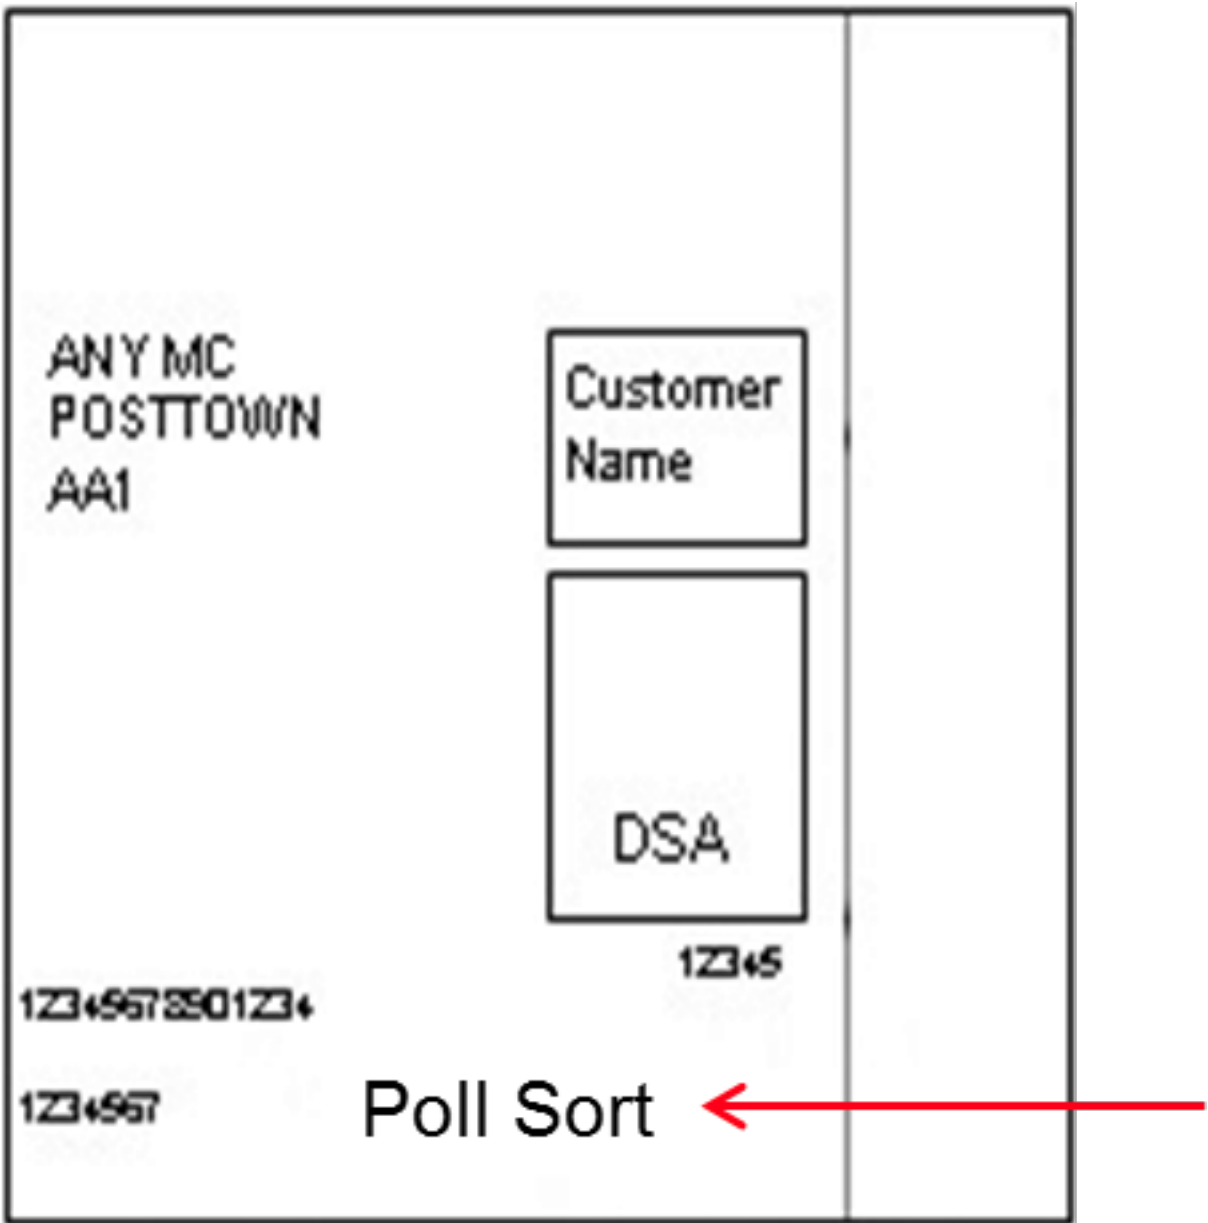 ANY MC
POSTTOWN
AA1
Customer
Name
DSA
12345
12345678901234
1234567
Poll Sort